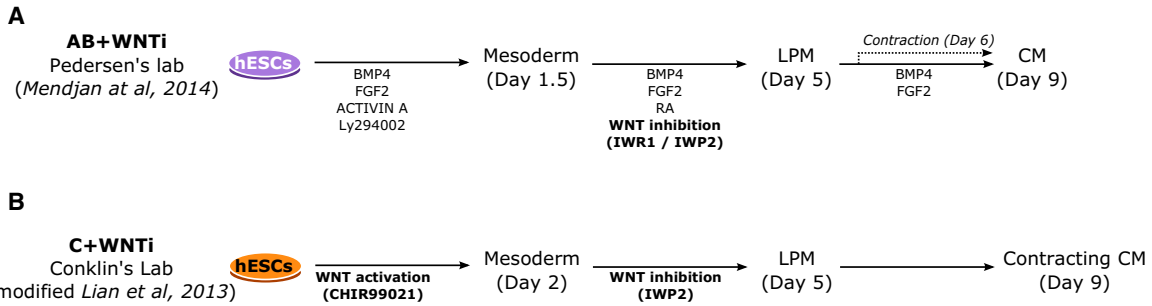 A
AB+WNTi
Pedersen's lab
(Mendjan at al, 2014)
hESCs
BMP4
FGF2
ACTIVIN A
Ly294002
Mesoderm
(Day 1.5)
BMP4
FGF2
RA
WNT inhibition
(IWR1 / IWP2)
LPM
(Day 5)
Contraction (Day 6)
BMP4
FGF2
CM
(Day 9)
B
C+WNTi
Conklin's Lab
modified Lian et al, 2013)
hESCs
WNT activation
(CHIR99021)
Mesoderm
(Day 2)
WNT inhibition
(IWP2)
LPM
(Day 5)
Contracting CM
(Day 9)